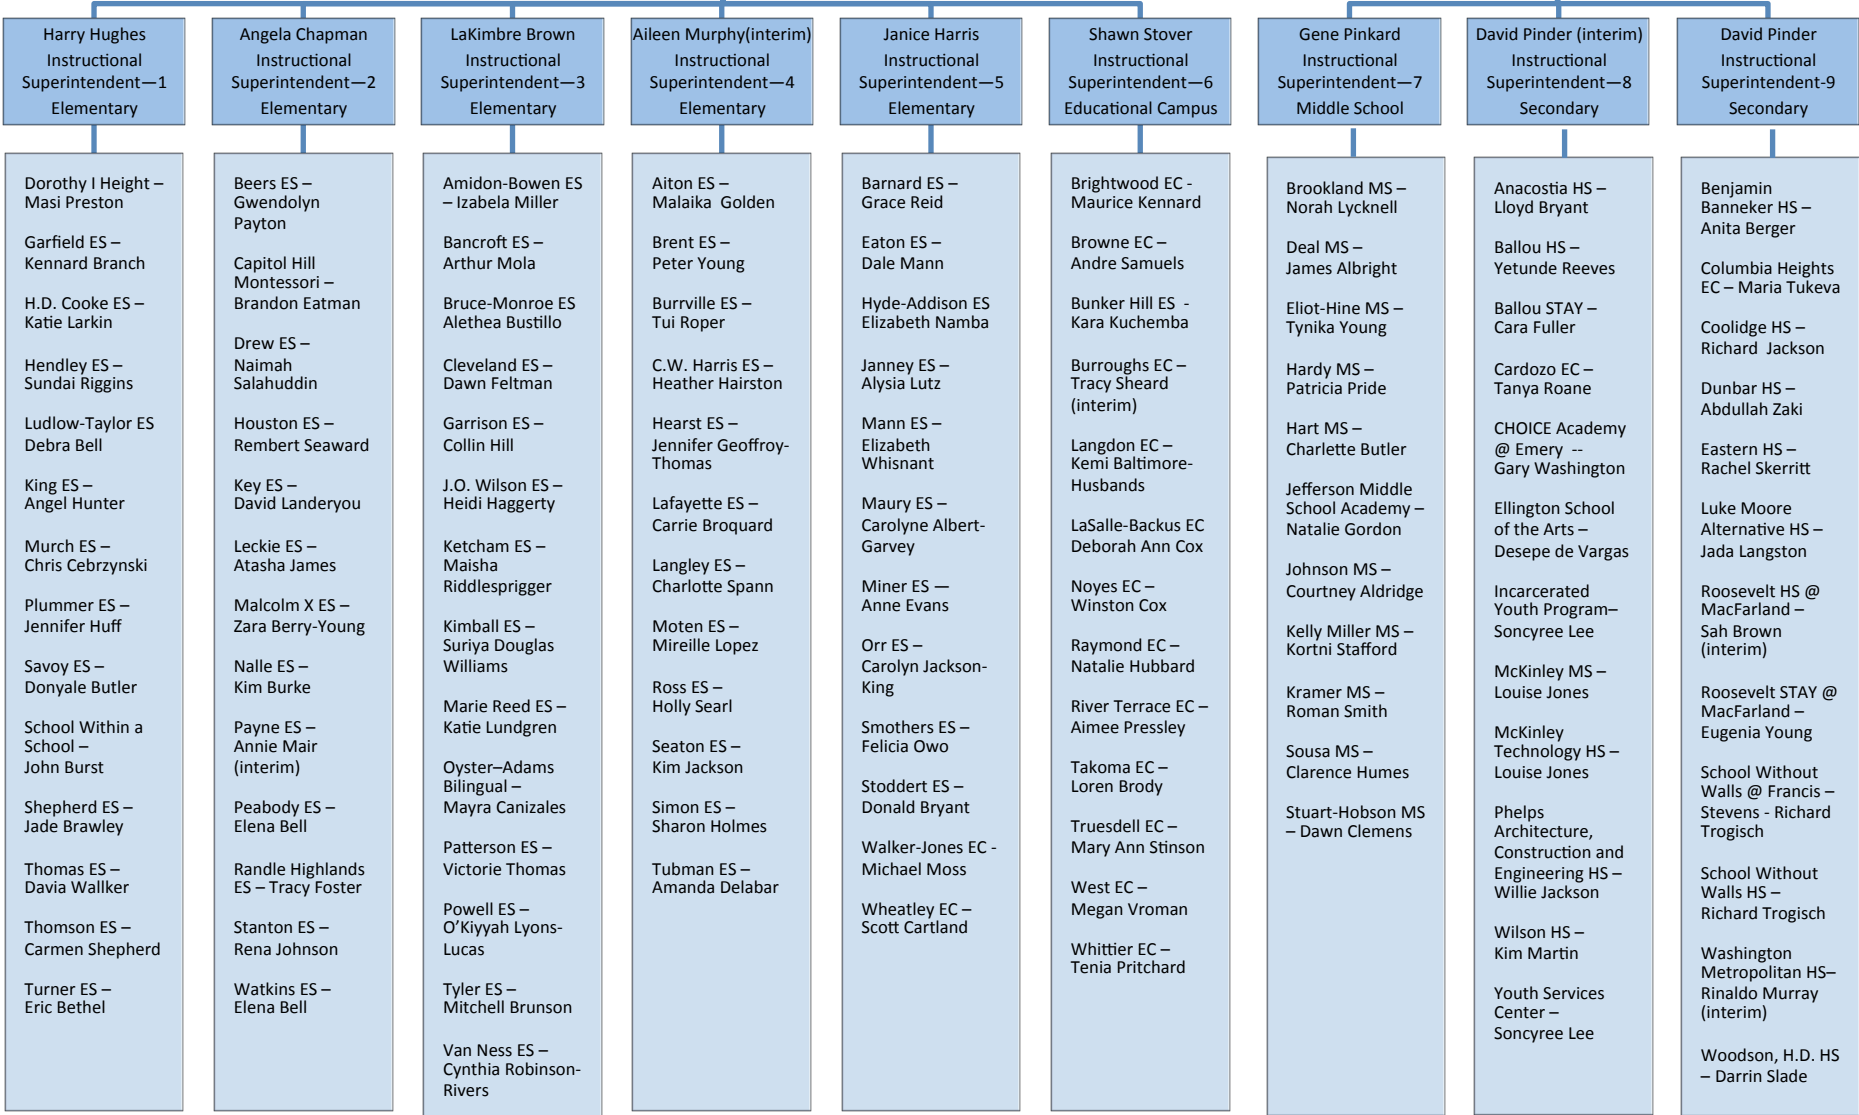 Harry Hughes
Instructional
Superintendent—1
Elementary
Dorothy I Height –
Masi Preston
Garfield ES –
Kennard Branch
H.D. Cooke ES –
Katie Larkin
Hendley ES –
Sundai Riggins
Ludlow-Taylor ES
Debra Bell
King ES –
Angel Hunter
Murch ES –
Chris Cebrzynski
Plummer ES –
Jennifer Huff
Savoy ES –
Donyale Butler
School Within a
School –
John Burst
Shepherd ES –
Jade Brawley
Thomas ES –
Davia Wallker
Thomson ES –
Carmen Shepherd
Turner ES –
Eric Bethel
Angela Chapman
Instructional
Superintendent—2
Elementary
Beers ES –
Gwendolyn
Payton
Capitol Hill
Montessori –
Brandon Eatman
Drew ES –
Naimah
Salahuddin
Houston ES –
Rembert Seaward
Key ES –
David Landeryou
Leckie ES –
Atasha James
Malcolm X ES –
Zara Berry-Young
Nalle ES –
Kim Burke
Payne ES –
Annie Mair
(interim)
Peabody ES –
Elena Bell
Randle Highlands
ES – Tracy Foster
Stanton ES –
Rena Johnson
Watkins ES –
Elena Bell
LaKimbre Brown
Instructional
Superintendent—3
Elementary
Amidon-Bowen ES
– Izabela Miller
Bancroft ES –
Arthur Mola
Bruce-Monroe ES
Alethea Bustillo
Cleveland ES –
Dawn Feltman
Garrison ES –
Collin Hill
J.O. Wilson ES –
Heidi Haggerty
Ketcham ES –
Maisha
Riddlesprigger
Kimball ES –
Suriya Douglas
Williams
Marie Reed ES –
Katie Lundgren
Oyster–Adams
Bilingual –
Mayra Canizales
Patterson ES –
Victorie Thomas
Powell ES –
O'Kiyyah Lyons-
Lucas
Tyler ES –
Mitchell Brunson
Van Ness ES –
Cynthia Robinson-
Rivers
Aileen Murphy(interim)
Instructional
Superintendent—4
Elementary
Aiton ES –
Malaika  Golden
Brent ES –
Peter Young
Burrville ES –
Tui Roper
C.W. Harris ES –
Heather Hairston
Hearst ES –
Jennifer Geoffroy-
Thomas
Lafayette ES –
Carrie Broquard
Langley ES –
Charlotte Spann
Moten ES –
Mireille Lopez
Ross ES –
Holly Searl
Seaton ES –
Kim Jackson
Simon ES –
Sharon Holmes
Tubman ES –
Amanda Delabar
Janice Harris
Instructional
Superintendent—5
Elementary
Barnard ES –
Grace Reid
Eaton ES –
Dale Mann
Hyde-Addison ES
Elizabeth Namba
Janney ES –
Alysia Lutz
Mann ES –
Elizabeth
Whisnant
Maury ES –
Carolyne Albert-
Garvey
Miner ES —
Anne Evans
Orr ES –
Carolyn Jackson-
King
Smothers ES –
Felicia Owo
Stoddert ES –
Donald Bryant
Walker-Jones EC -
Michael Moss
Wheatley EC –
Scott Cartland
Shawn Stover
Instructional
Superintendent—6
Educational Campus
Brightwood EC -
Maurice Kennard
Browne EC –
Andre Samuels
Bunker Hill ES  -
Kara Kuchemba
Burroughs EC –
Tracy Sheard
(interim)
Langdon EC –
Kemi Baltimore-
Husbands
LaSalle-Backus EC
Deborah Ann Cox
Noyes EC –
Winston Cox
Raymond EC –
Natalie Hubbard
River Terrace EC –
Aimee Pressley
Takoma EC –
Loren Brody
Truesdell EC –
Mary Ann Stinson
West EC –
Megan Vroman
Whittier EC –
Tenia Pritchard
Gene Pinkard
Instructional
Superintendent—7
Middle School
Brookland MS –
Norah Lycknell
Deal MS –
James Albright
Eliot-Hine MS –
Tynika Young
Hardy MS –
Patricia Pride
Hart MS –
Charlette Butler
Jefferson Middle
School Academy –
Natalie Gordon
Johnson MS –
Courtney Aldridge
Kelly Miller MS –
Kortni Stafford
Kramer MS –
Roman Smith
Sousa MS –
Clarence Humes
Stuart-Hobson MS
– Dawn Clemens
David Pinder (interim)
Instructional
Superintendent—8
Secondary
Anacostia HS –
Lloyd Bryant
Ballou HS –
Yetunde Reeves
Ballou STAY –
Cara Fuller
Cardozo EC –
Tanya Roane
CHOICE Academy
@ Emery  --
Gary Washington
Ellington School
of the Arts –
Desepe de Vargas
Incarcerated
Youth Program–
Soncyree Lee
McKinley MS –
Louise Jones
McKinley
Technology HS –
Louise Jones
Phelps
Architecture,
Construction and
Engineering HS –
Willie Jackson
Wilson HS –
Kim Martin
Youth Services
Center –
Soncyree Lee
David Pinder
Instructional
Superintendent-9
Secondary
Benjamin
Banneker HS –
Anita Berger
Columbia Heights
EC – Maria Tukeva
Coolidge HS –
Richard  Jackson
Dunbar HS –
Abdullah Zaki
Eastern HS –
Rachel Skerritt
Luke Moore
Alternative HS –
Jada Langston
Roosevelt HS @
MacFarland –
Sah Brown
(interim)
Roosevelt STAY @
MacFarland –
Eugenia Young
School Without
Walls @ Francis –
Stevens - Richard
Trogisch
School Without
Walls HS –
Richard Trogisch
Washington
Metropolitan HS–
Rinaldo Murray
(interim)
Woodson, H.D. HS
– Darrin Slade